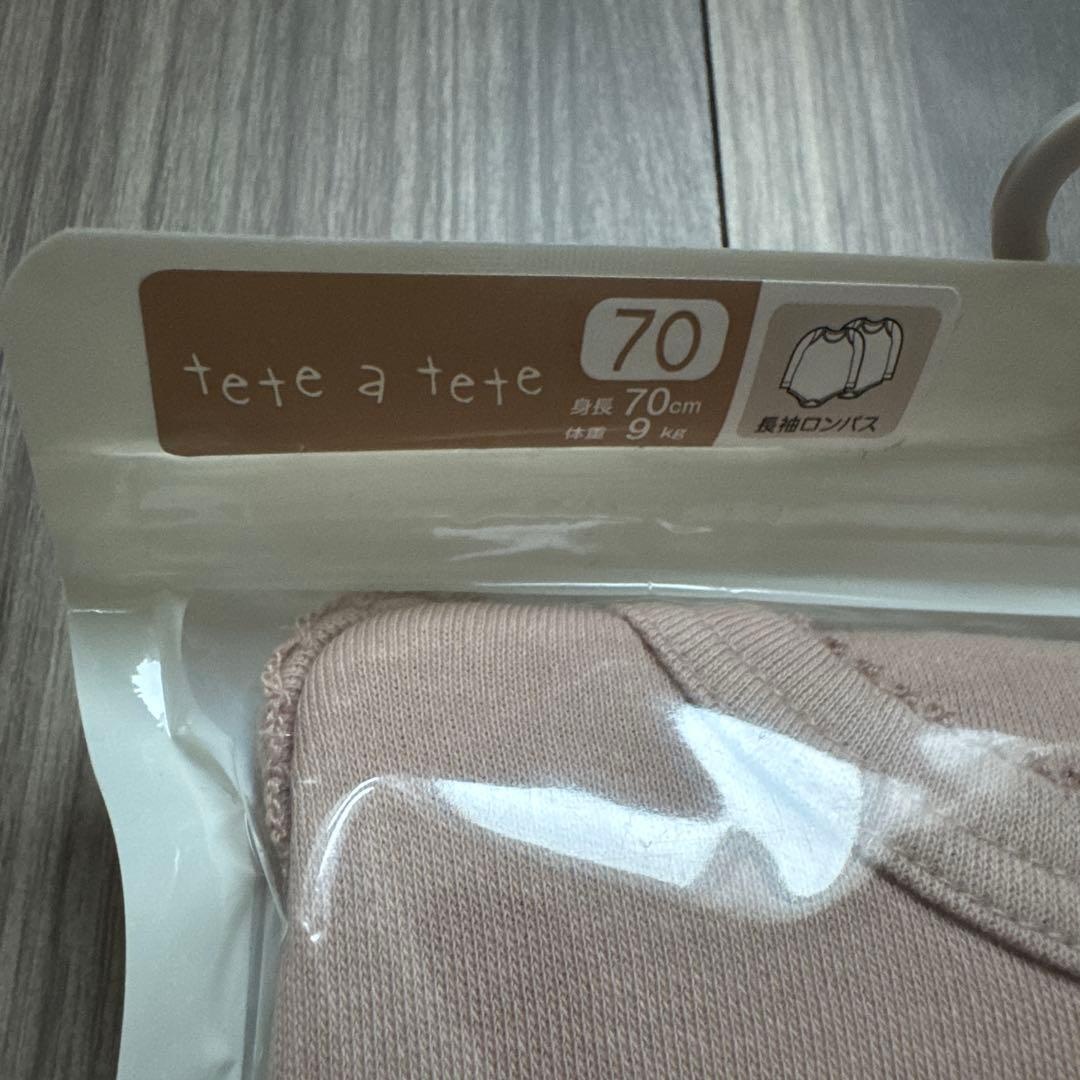 tete a tete
70
身長 70cm
体重 9 kg
長袖ロンパス